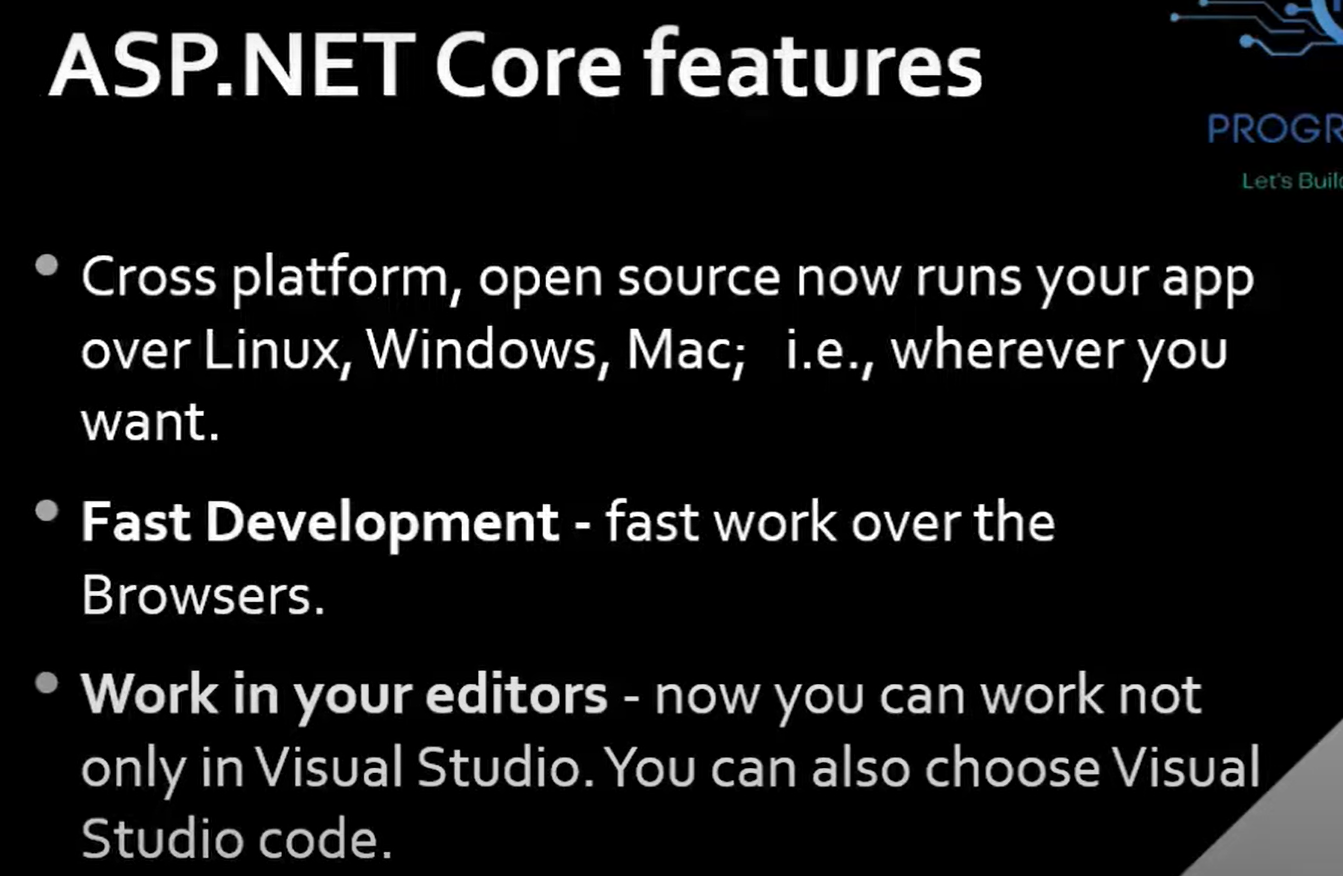 ASP.NET Core features
PROGR
Let's Build
• Cross platform, open source now runs your app
over Linux, Windows, Mac;   i.e., wherever you
want.
• Fast Development - fast work over the
Browsers.
• Work in your editors - now you can work not
only in Visual Studio. You can also choose Visual
Studio code.